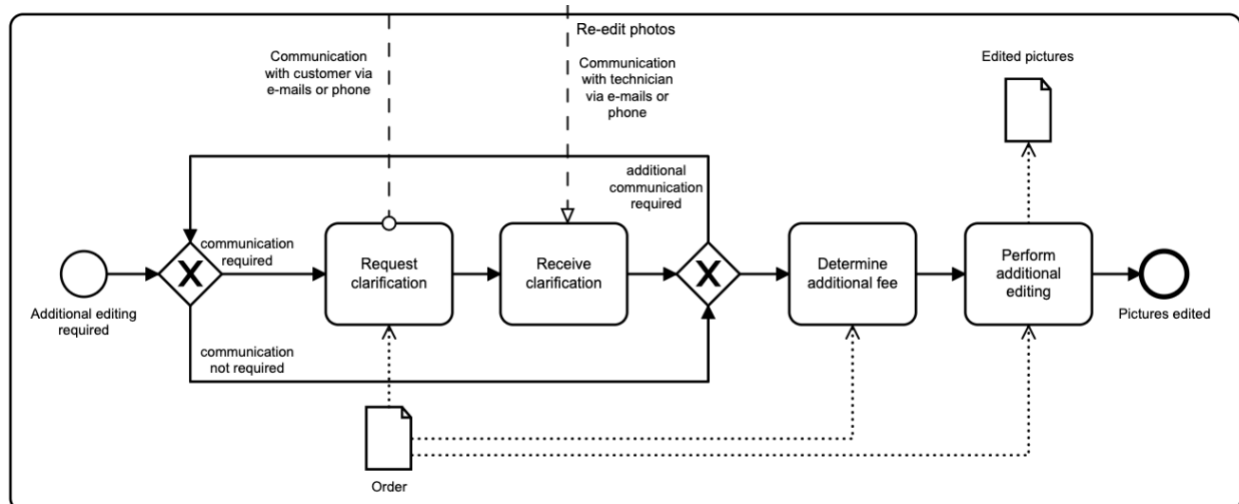 Re-edit photos
Communication
with customer via
e-mails or phone
Communication
with technician
via e-mails or
phone
Edited pictures
additional
communication
required
communication
required
X
Request
clarification
Receive
clarification
X
Determine
additional fee
Perform
additional
editing
Additional editing
required
Pictures edited
communication
not required
Order